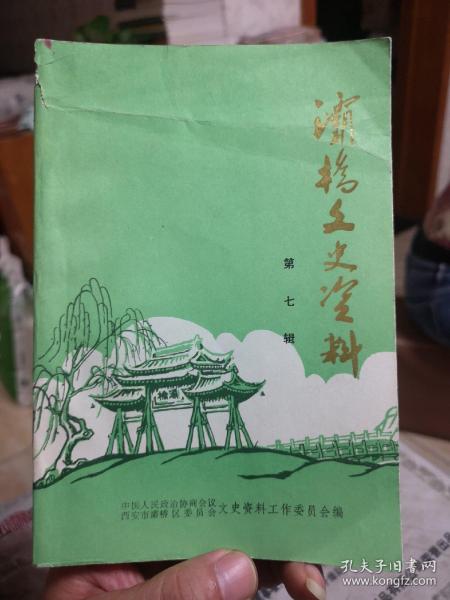 灞桥文史资料
第七辑
灞橋
中国人民政治协商会议
西安市灞桥区委员会 文史资料工作委员会编
孔夫子旧书网
www.kongfz.com